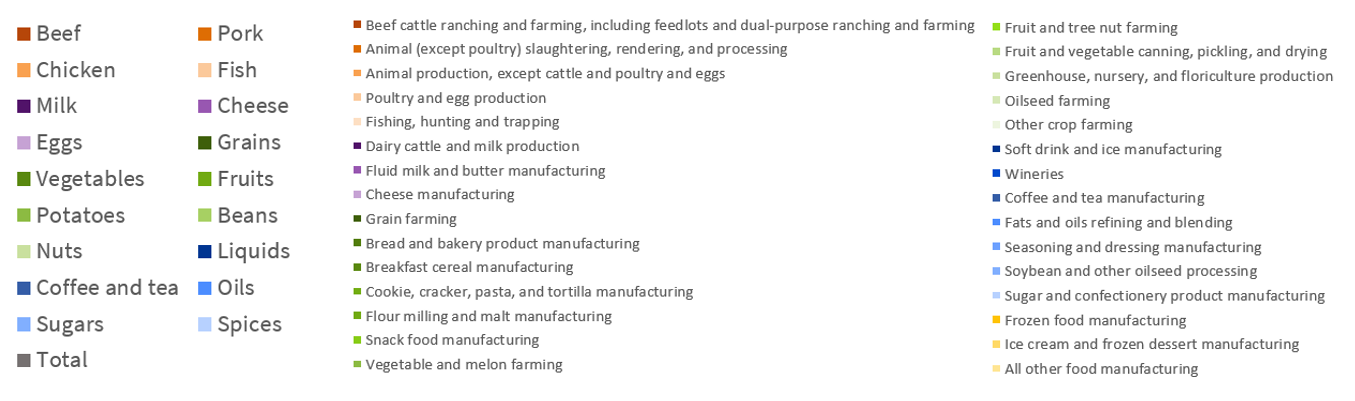 Beef
Pork
Chicken
Fish
Milk
Cheese
Eggs
Grains
Vegetables
Fruits
Potatoes
Beans
Nuts
Liquids
Coffee and tea
Oils
Sugars
Spices
Total
Beef cattle ranching and farming, including feedlots and dual-purpose ranching and farming
Animal (except poultry) slaughtering, rendering, and processing
Animal production, except cattle and poultry and eggs
Poultry and egg production
Fishing, hunting and trapping
Dairy cattle and milk production
Fluid milk and butter manufacturing
Cheese manufacturing
Grain farming
Bread and bakery product manufacturing
Breakfast cereal manufacturing
Cookie, cracker, pasta, and tortilla manufacturing
Flour milling and malt manufacturing
Snack food manufacturing
Vegetable and melon farming
Fruit and tree nut farming
Fruit and vegetable canning, pickling, and drying
Greenhouse, nursery, and floriculture production
Oilseed farming
Other crop farming
Soft drink and ice manufacturing
Wineries
Coffee and tea manufacturing
Fats and oils refining and blending
Seasoning and dressing manufacturing
Soybean and other oilseed processing
Sugar and confectionery product manufacturing
Frozen food manufacturing
Ice cream and frozen dessert manufacturing
All other food manufacturing